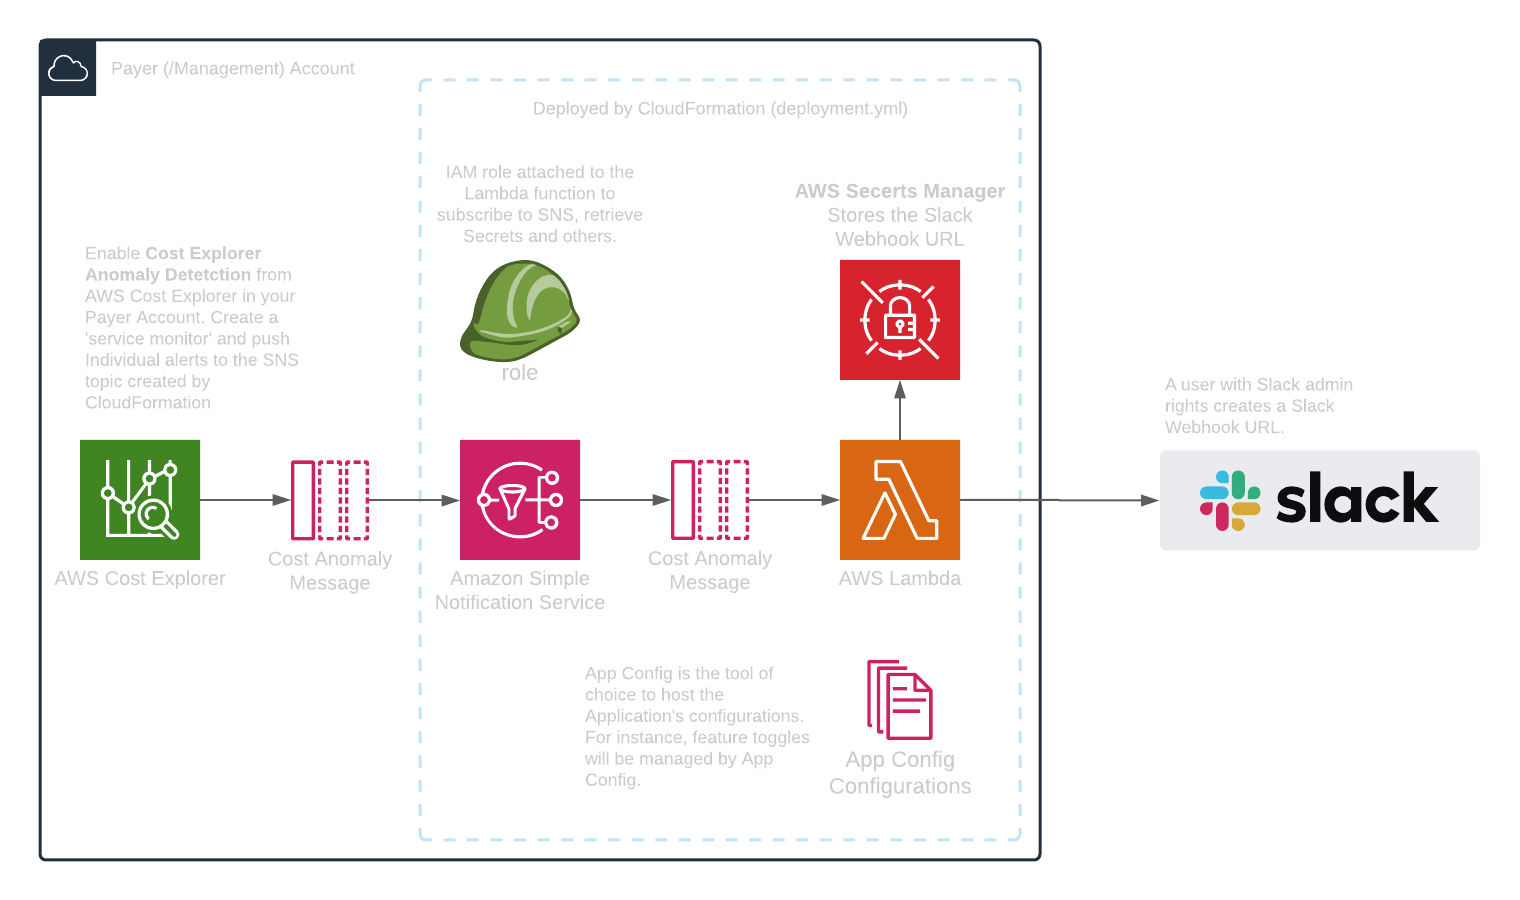 Payer (/Management) Account
Deployed by CloudFormation (deployment.yml)
IAM role attached to the
Lambda function to
subscribe to SNS, retrieve
Secrets and others.
role
AWS Secerts Manager
Stores the Slack
Webhook URL
Enable Cost Explorer
Anomaly Detetction from
AWS Cost Explorer in your
Payer Account. Create a
'service monitor' and push
Individual alerts to the SNS
topic created by
CloudFormation
A user with Slack admin
rights creates a Slack
Webhook URL.
slack
AWS Cost Explorer
Cost Anomaly
Message
Amazon Simple
Notification Service
Cost Anomaly
Message
AWS Lambda
App Config is the tool of
choice to host the
Application's configurations.
For instance, feature toggles
will be managed by App
Config.
App Config
Configurations